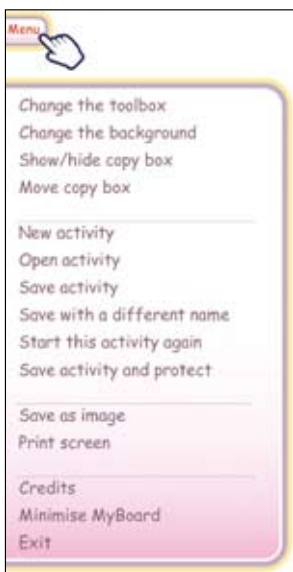 Menu
Change the toolbox
Change the background
Show/hide copy box
Move copy box
New activity
Open activity
Save activity
Save with a different name
Start this activity again
Save activity and protect
Save as image
Print screen
Credits
Minimise MyBoard
Exit